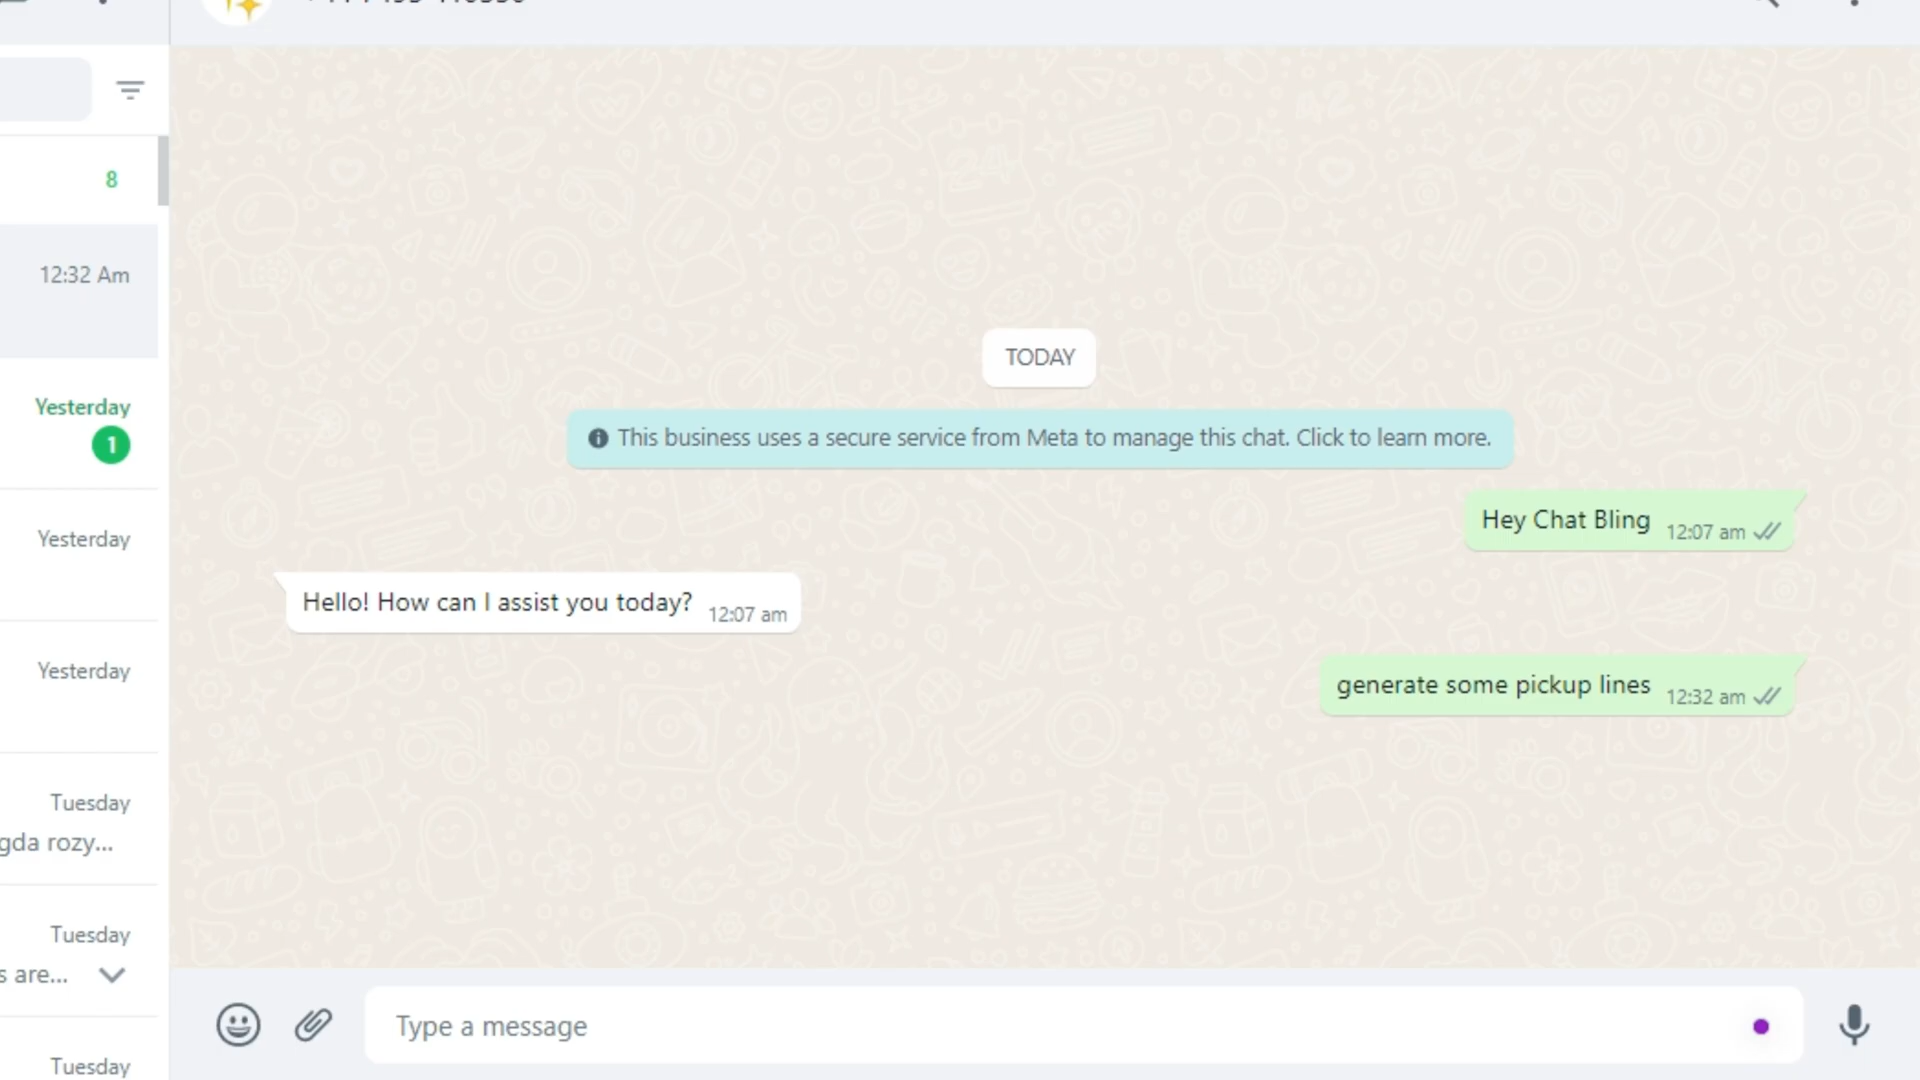 8
12:32 Am
Yesterday
1
Yesterday
Yesterday
Tuesday
rozy...
Tuesday
are...
Tuesday
TODAY
This business uses a secure service from Meta to manage this chat. Click to learn more.
Hey Chat Bling 12:07 am
Hello! How can I assist you today? 12:07 am
generate some pickup lines 12:32 am
Type a message